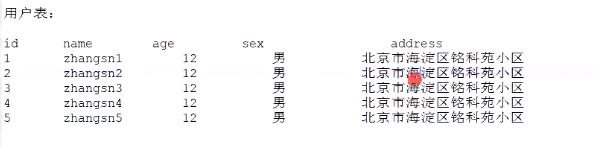 用户表：
id name age sex address
1 zhangsn1 12 男 北京市海淀区铭科苑小区
2 zhangsn2 12 男 北京市海淀区铭科苑小区
3 zhangsn3 12 男 北京市海淀区铭科苑小区
4 zhangsn4 12 男 北京市海淀区铭科苑小区
5 zhangsn5 12 男 北京市海淀区铭科苑小区